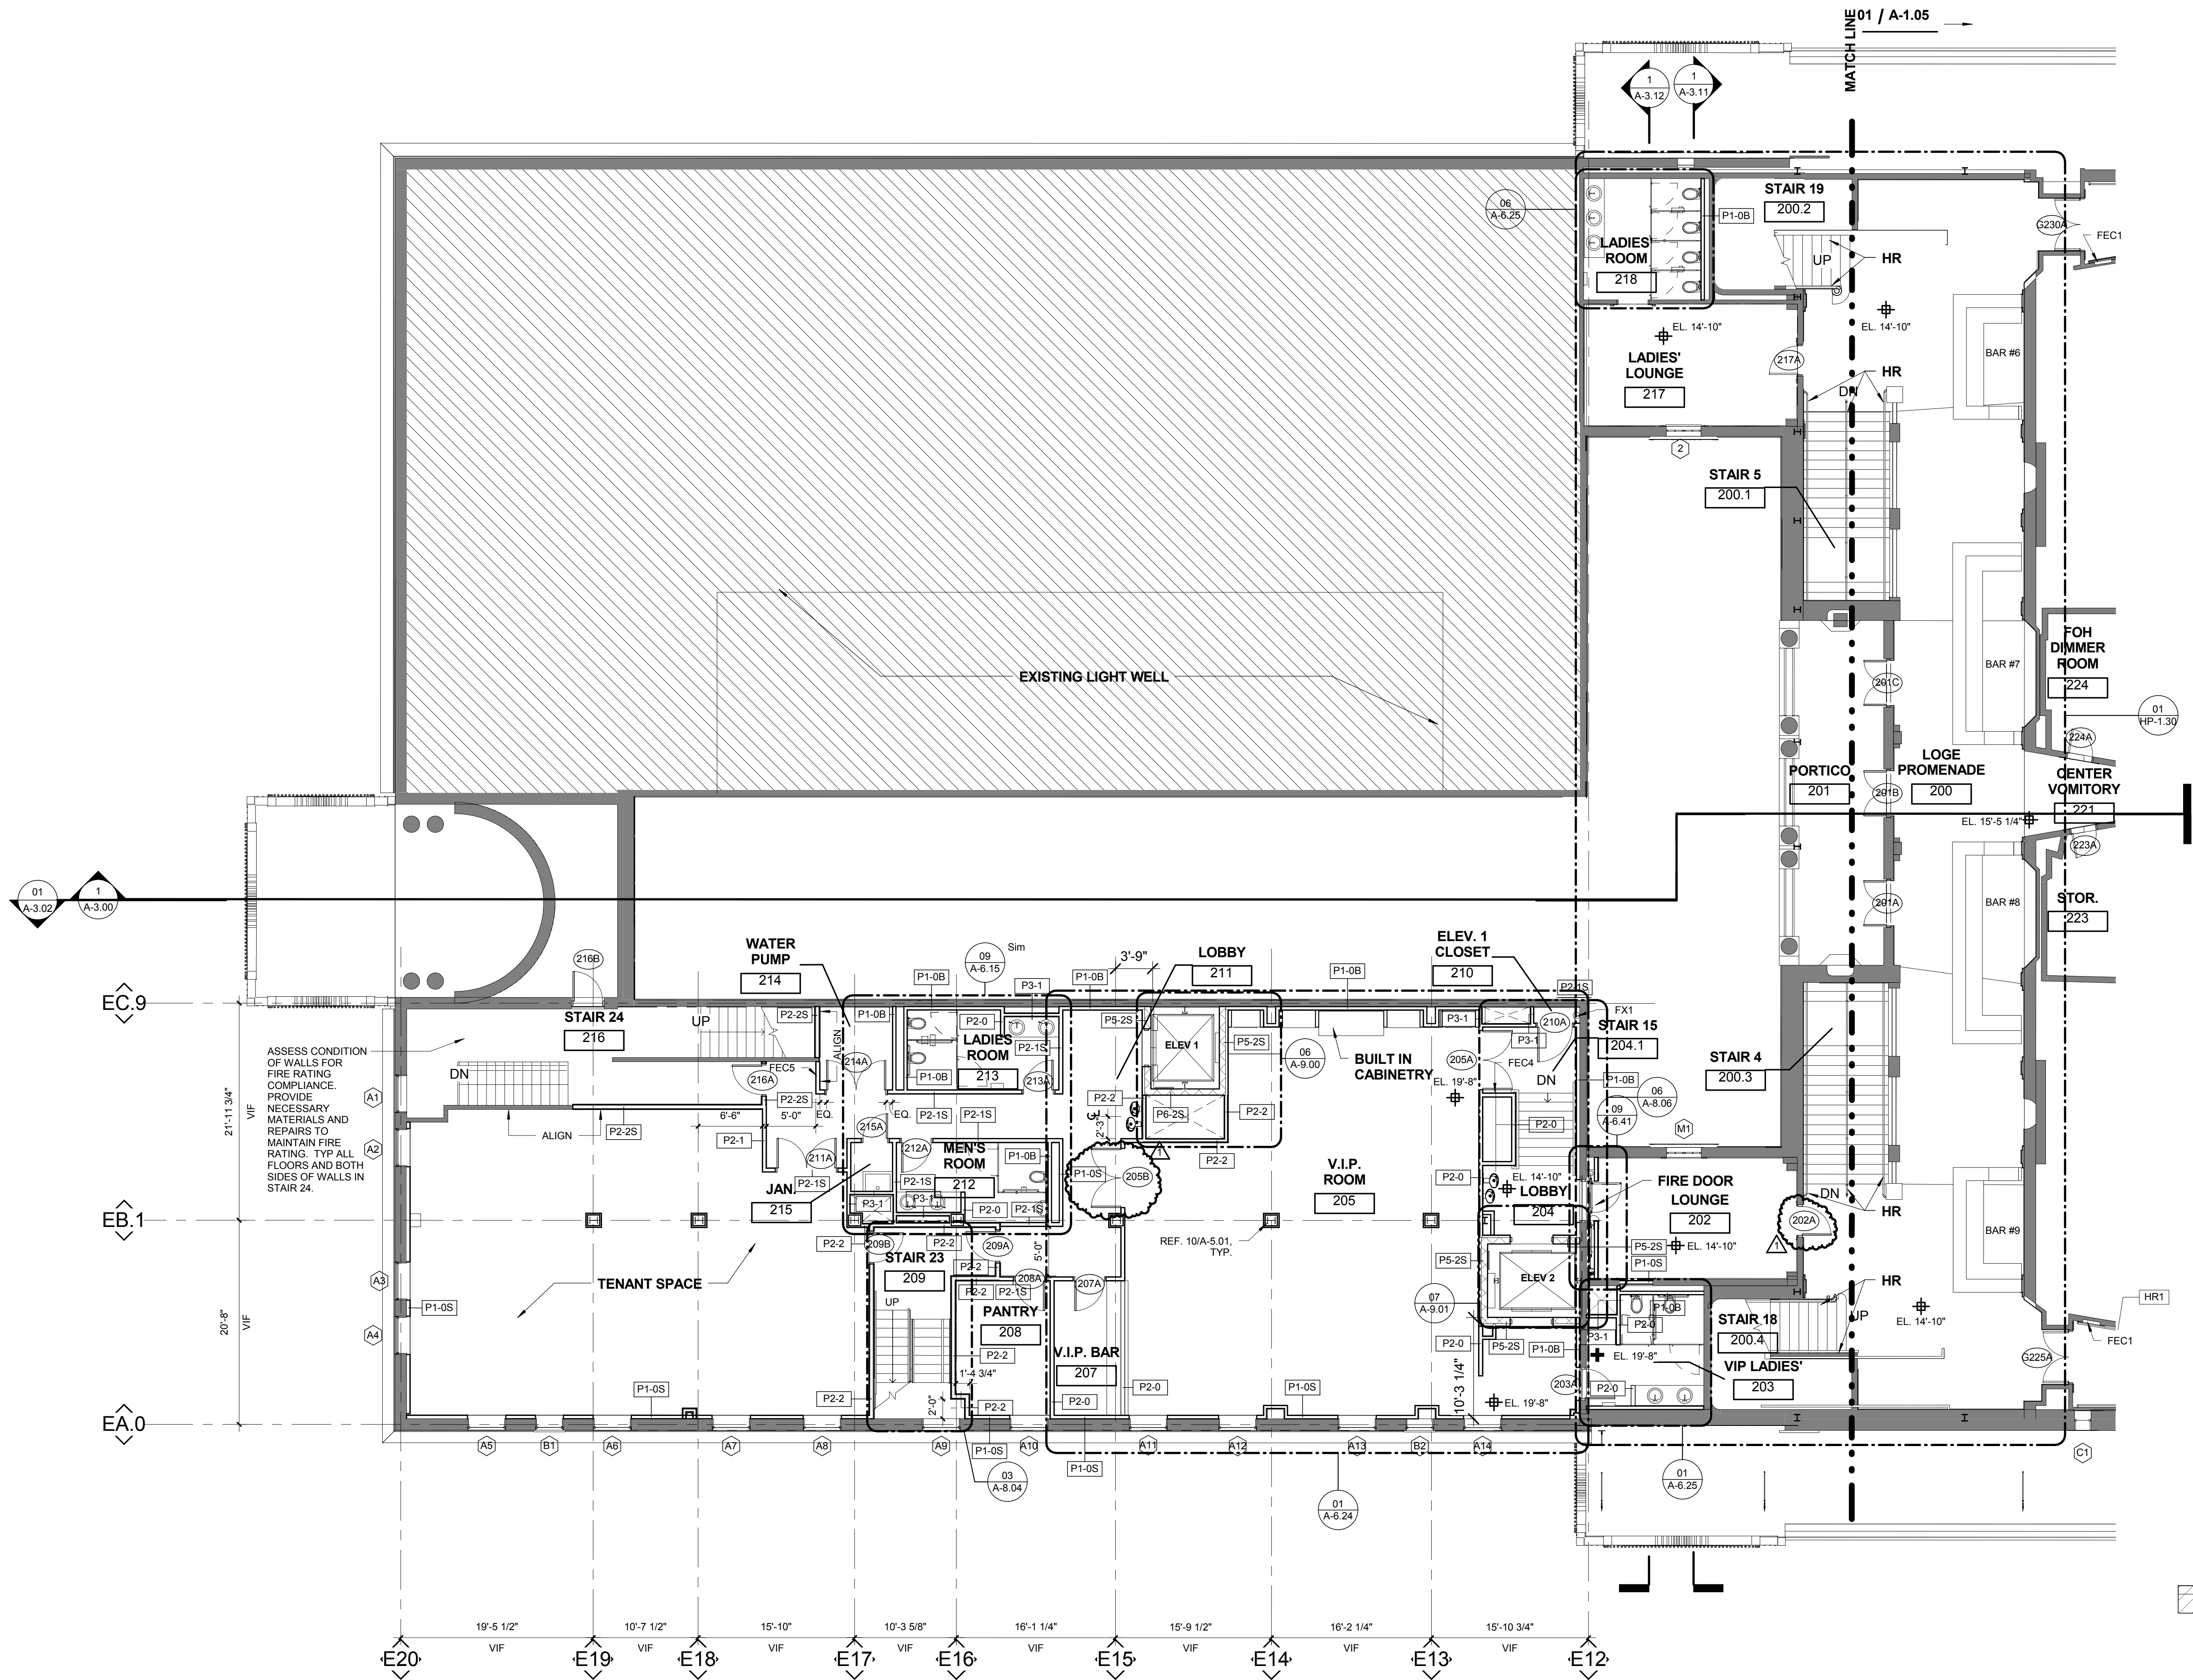 MATCH LINE
01 / A-1.05
1
A-3.12
1
A-3.11
06
A-6.25
LADIES'
ROOM
218
P1-0B
STAIR 19
200.2
UP
HR
G230A
FEC1
EL. 14'-10"
EL. 14'-10"
LADIES'
LOUNGE
217
217A
HR
DN
BAR #6
2
STAIR 5
200.1
EXISTING LIGHT WELL
BAR #7
FOH
DIMMER
ROOM
224
201C
01
HP-1.30
224A
PORTICO
201
201B
LOGE
PROMENADE
200
CENTER
VOMITORY
221
EL. 15'-5 1/4"
223A
201A
BAR #8
STOR.
223
01
A-3.02
1
A-3.00
216B
WATER
PUMP
214
09
A-6.15
Sim
3'-9"
LOBBY
211
ELEV. 1
CLOSET
210
P1-0B
P3-1
P1-0B
P1-0B
P2-1S
EC.9
STAIR 24
216
UP
P2-2S
ALIGN
P1-0B
P2-0
P5-2S
ELEV 1
P5-2S
P3-1
210A
FX1
STAIR 15
204.1
ASSESS CONDITION
OF WALLS FOR
FIRE RATING
COMPLIANCE.
PROVIDE
NECESSARY
MATERIALS AND
REPAIRS TO
MAINTAIN FIRE
RATING. TYP ALL
FLOORS AND BOTH
SIDES OF WALLS IN
STAIR 24.
LADIES'
ROOM
213
P2-1S
P1-0B
213A
214A
FEC5
216A
P2-2S
DN
06
A-9.00
BUILT IN
CABINETRY
205A
P3-1
FEC4
EL. 19'-8"
DN
STAIR 4
200.3
P1-0B
06
A-8.06
09
A-6.41
A1
21'-11 3/4"
VIF
6'-6"
5'-0"
EQ.
EQ.
P2-1S
P2-1S
P2-2
P6-2S
P2-2
2'-3"
ALIGN
P2-2S
P2-1
215A
211A
212A
MEN'S
ROOM
212
P1-0B
P1-0S
205B
1
P2-2
P2-0
M1
A2
V.I.P.
ROOM
205
P2-0
EL. 14'-10"
LOBBY
204
FIRE DOOR
LOUNGE
202
DN
HR
202A
1
JAN.
215
P2-1S
P2-1S
P3-1
P3-1
P2-0
P2-1S
EB.1
REF. 10/A-5.01,
TYP.
P2-2
209B
P2-2
209A
5'-0"
P5-2S
P5-2S
EL. 14'-10"
P1-0S
BAR #9
STAIR 23
209
P2-2
208A
207A
ELEV 2
A3
TENANT SPACE
UP
P2-2
P2-1S
07
A-9.01
HR
HR1
P1-0S
PANTRY
208
P1-0B
P2-0
P3-1
STAIR 18
200.4
UP
EL. 14'-10"
FEC1
20'-8"
VIF
A4
P2-2
V.I.P. BAR
207
P2-0
P5-2S
P1-0B
EL. 19'-8"
VIP LADIES'
203
G225A
1'-4 3/4"
P1-0S
P2-2
2'-0"
P2-2
P2-0
P2-0
P1-0S
10'-3 1/4"
EL. 19'-8"
203A
P2-0
EA.0
A5
B1
A6
A7
A8
A9
P1-0S
A10
P1-0S
A11
A12
A13
B2
A14
C1
03
A-8.04
01
A-6.24
01
A-6.25
19'-5 1/2"
VIF
10'-7 1/2"
VIF
15'-10"
VIF
10'-3 5/8"
VIF
16'-1 1/4"
VIF
15'-9 1/2"
VIF
16'-2 1/4"
VIF
15'-10 3/4"
VIF
E20
E19
E18
E17
E16
E15
E14
E13
E12